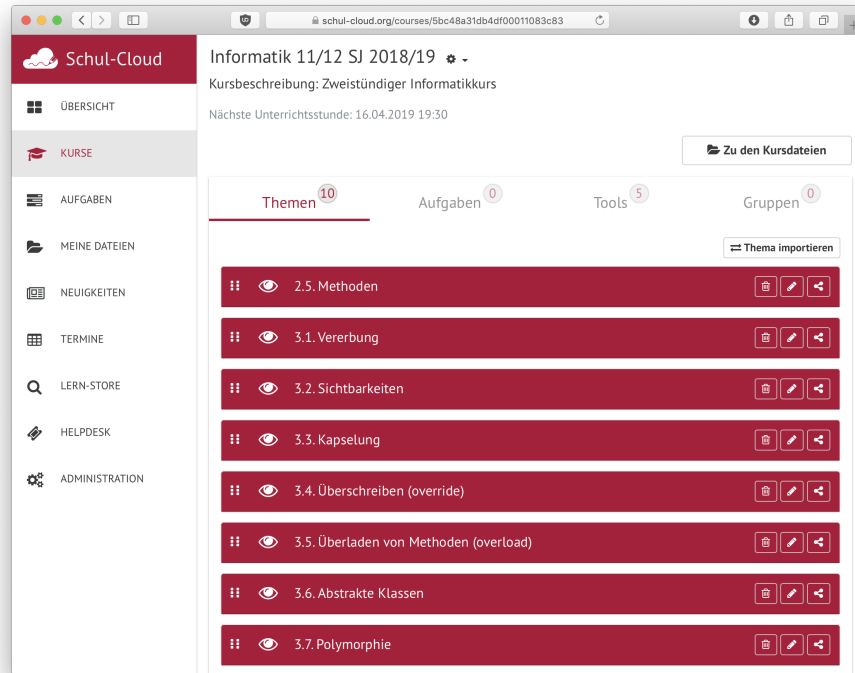 schul-cloud.org/courses/5bc48a31db4df00011083c83
Schul-Cloud
ÜBERSICHT
KURSE
AUFGABEN
MEINE DATEIEN
NEUIGKEITEN
TERMINE
LERN-STORE
HELPDESK
ADMINISTRATION
Informatik 11/12 SJ 2018/19
Kursbeschreibung: Zweistündiger Informatikkurs
Nächste Unterrichtsstunde: 16.04.2019 19:30
Zu den Kursdateien
Themen 10 Aufgaben 0 Tools 5 Gruppen 0
Thema importieren
2.5. Methoden
3.1. Vererbung
3.2. Sichtbarkeiten
3.3. Kapselung
3.4. Überschreiben (override)
3.5. Überladen von Methoden (overload)
3.6. Abstrakte Klassen
3.7. Polymorphie